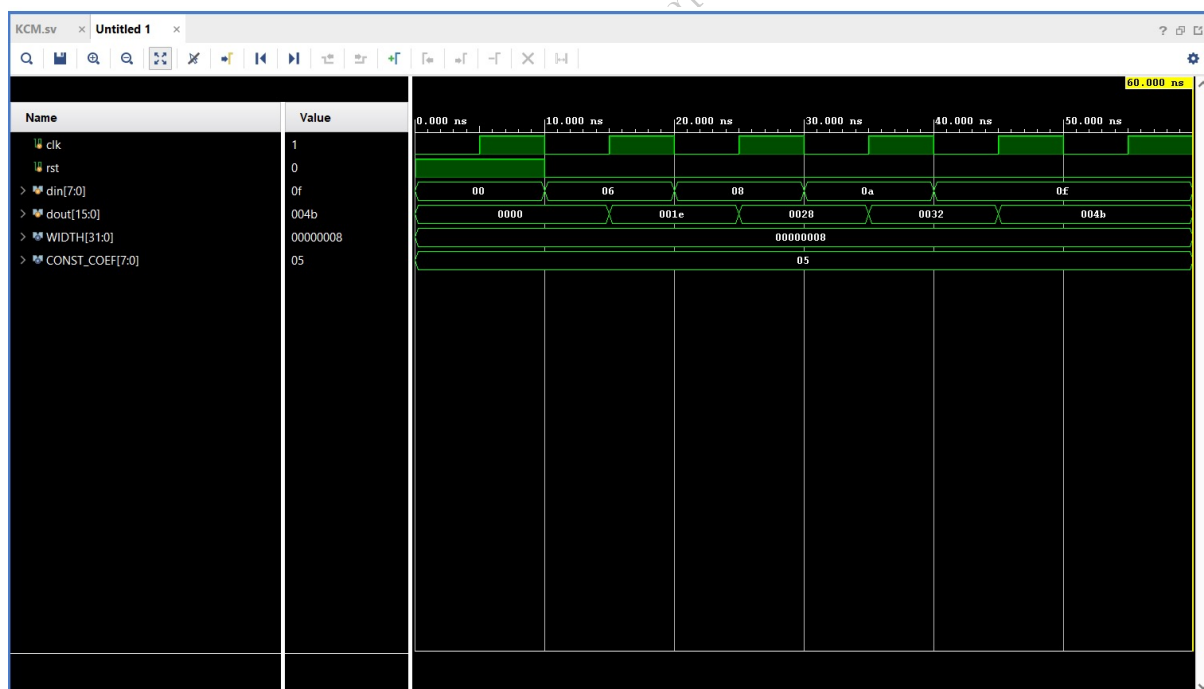 KCM.sv × Untitled 1 ×
60.000 ns
Name Value 0.000 ns 10.000 ns 20.000 ns 30.000 ns 40.000 ns 50.000 ns
clk 1
rst 0
din[7:0] 0f 00 06 08 0a 0f
dout[15:0] 004b 0000 001e 0028 0032 004b
WIDTH[31:0] 00000008 00000008
CONST_COEF[7:0] 05 05